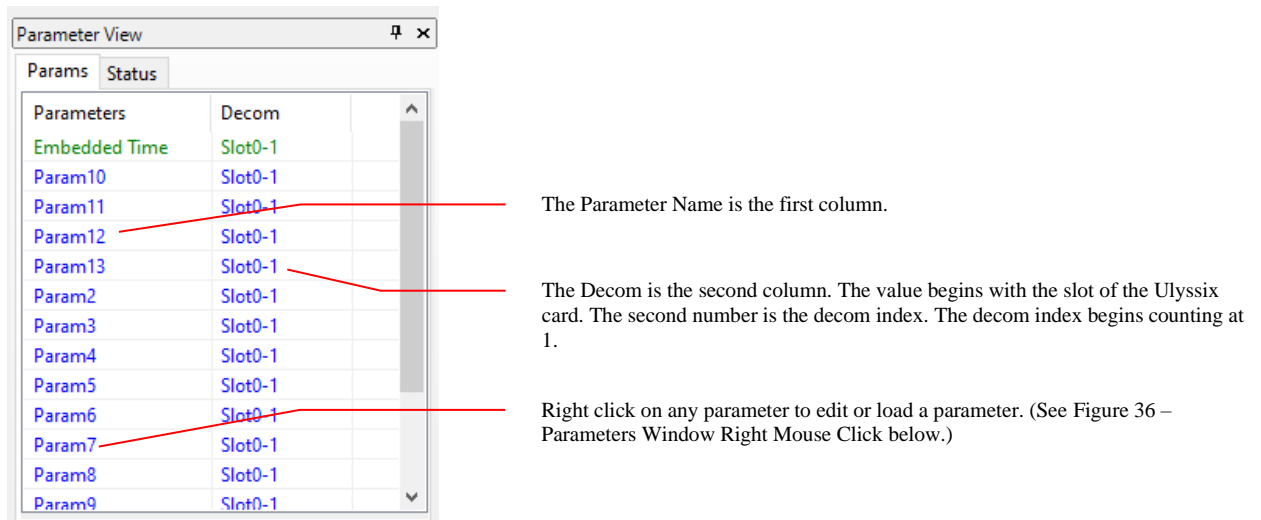 Parameter View
Params Status
Parameters Decom
Embedded Time Slot0-1
Param10 Slot0-1
Param11 Slot0-1
Param12 Slot0-1
Param13 Slot0-1
Param2 Slot0-1
Param3 Slot0-1
Param4 Slot0-1
Param5 Slot0-1
Param6 Slot0-1
Param7 Slot0-1
Param8 Slot0-1
Param9 Slot0-1
The Parameter Name is the first column.
The Decom is the second column. The value begins with the slot of the Ulyssix
card. The second number is the decom index. The decom index begins counting at
1.
Right click on any parameter to edit or load a parameter. (See Figure 36 –
Parameters Window Right Mouse Click below.)